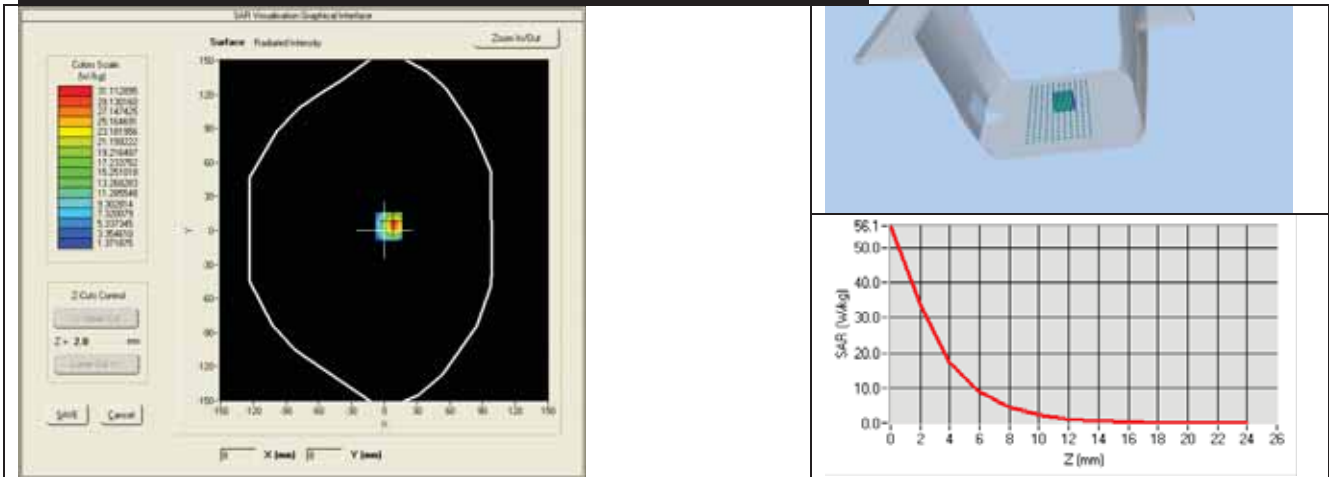 SAR Visualisation Graphical Interface
Surface Radiated Intensity
Zoom In/Out
Colors Scale
(W/Kg)
31.112895
29.130160
27.147425
25.164691
23.181956
21.199222
19.216487
17.233752
15.251018
13.268283
11.285548
9.302814
7.320079
5.337345
3.354610
1.371875
150
120
90
60
30
0
-30
-60
-90
-120
-150
Y
-150 -120 -90 -60 -30 0 30 60 90 120 150
X
Z Cuts Control
Z = 2.0 mm
SAVE Cancel
0 X (mm) 0 Y (mm)
56.1
50.0
40.0
30.0
20.0
10.0
0.0
SAR (W/kg)
0 2 4 6 8 10 12 14 16 18 20 22 24 26
Z (mm)